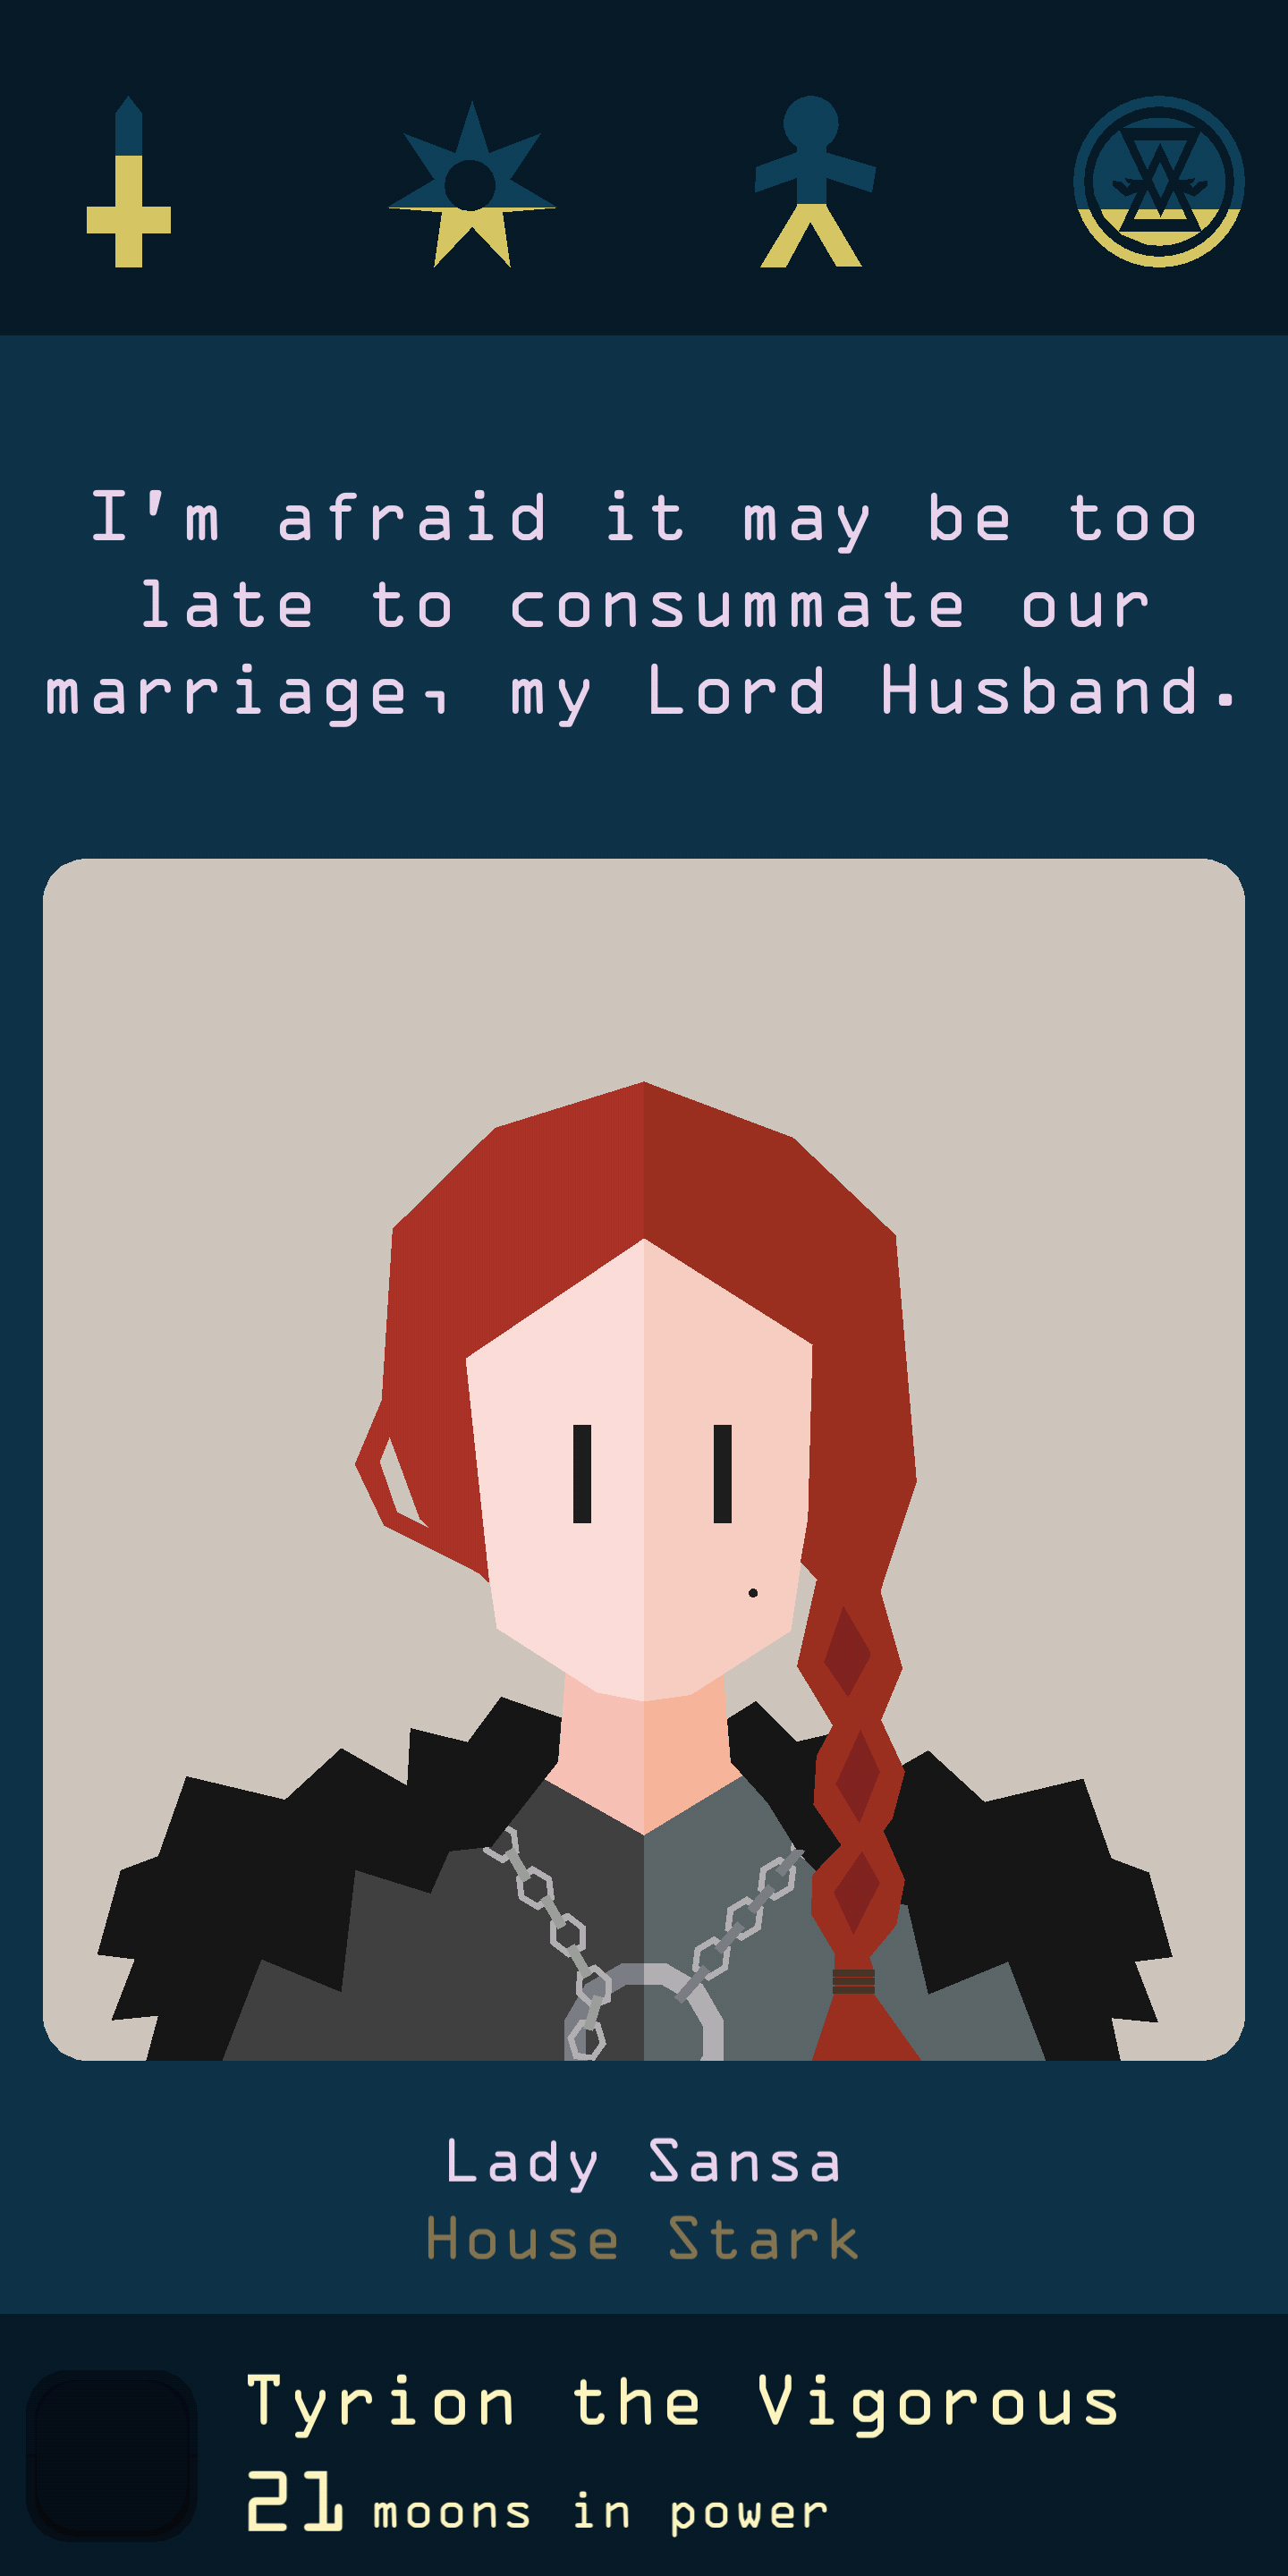 I'm afraid it may be too
late to consummate our
marriage, my Lord Husband.
Lady Sansa
House Stark
Tyrion the Vigorous
21 moons in power